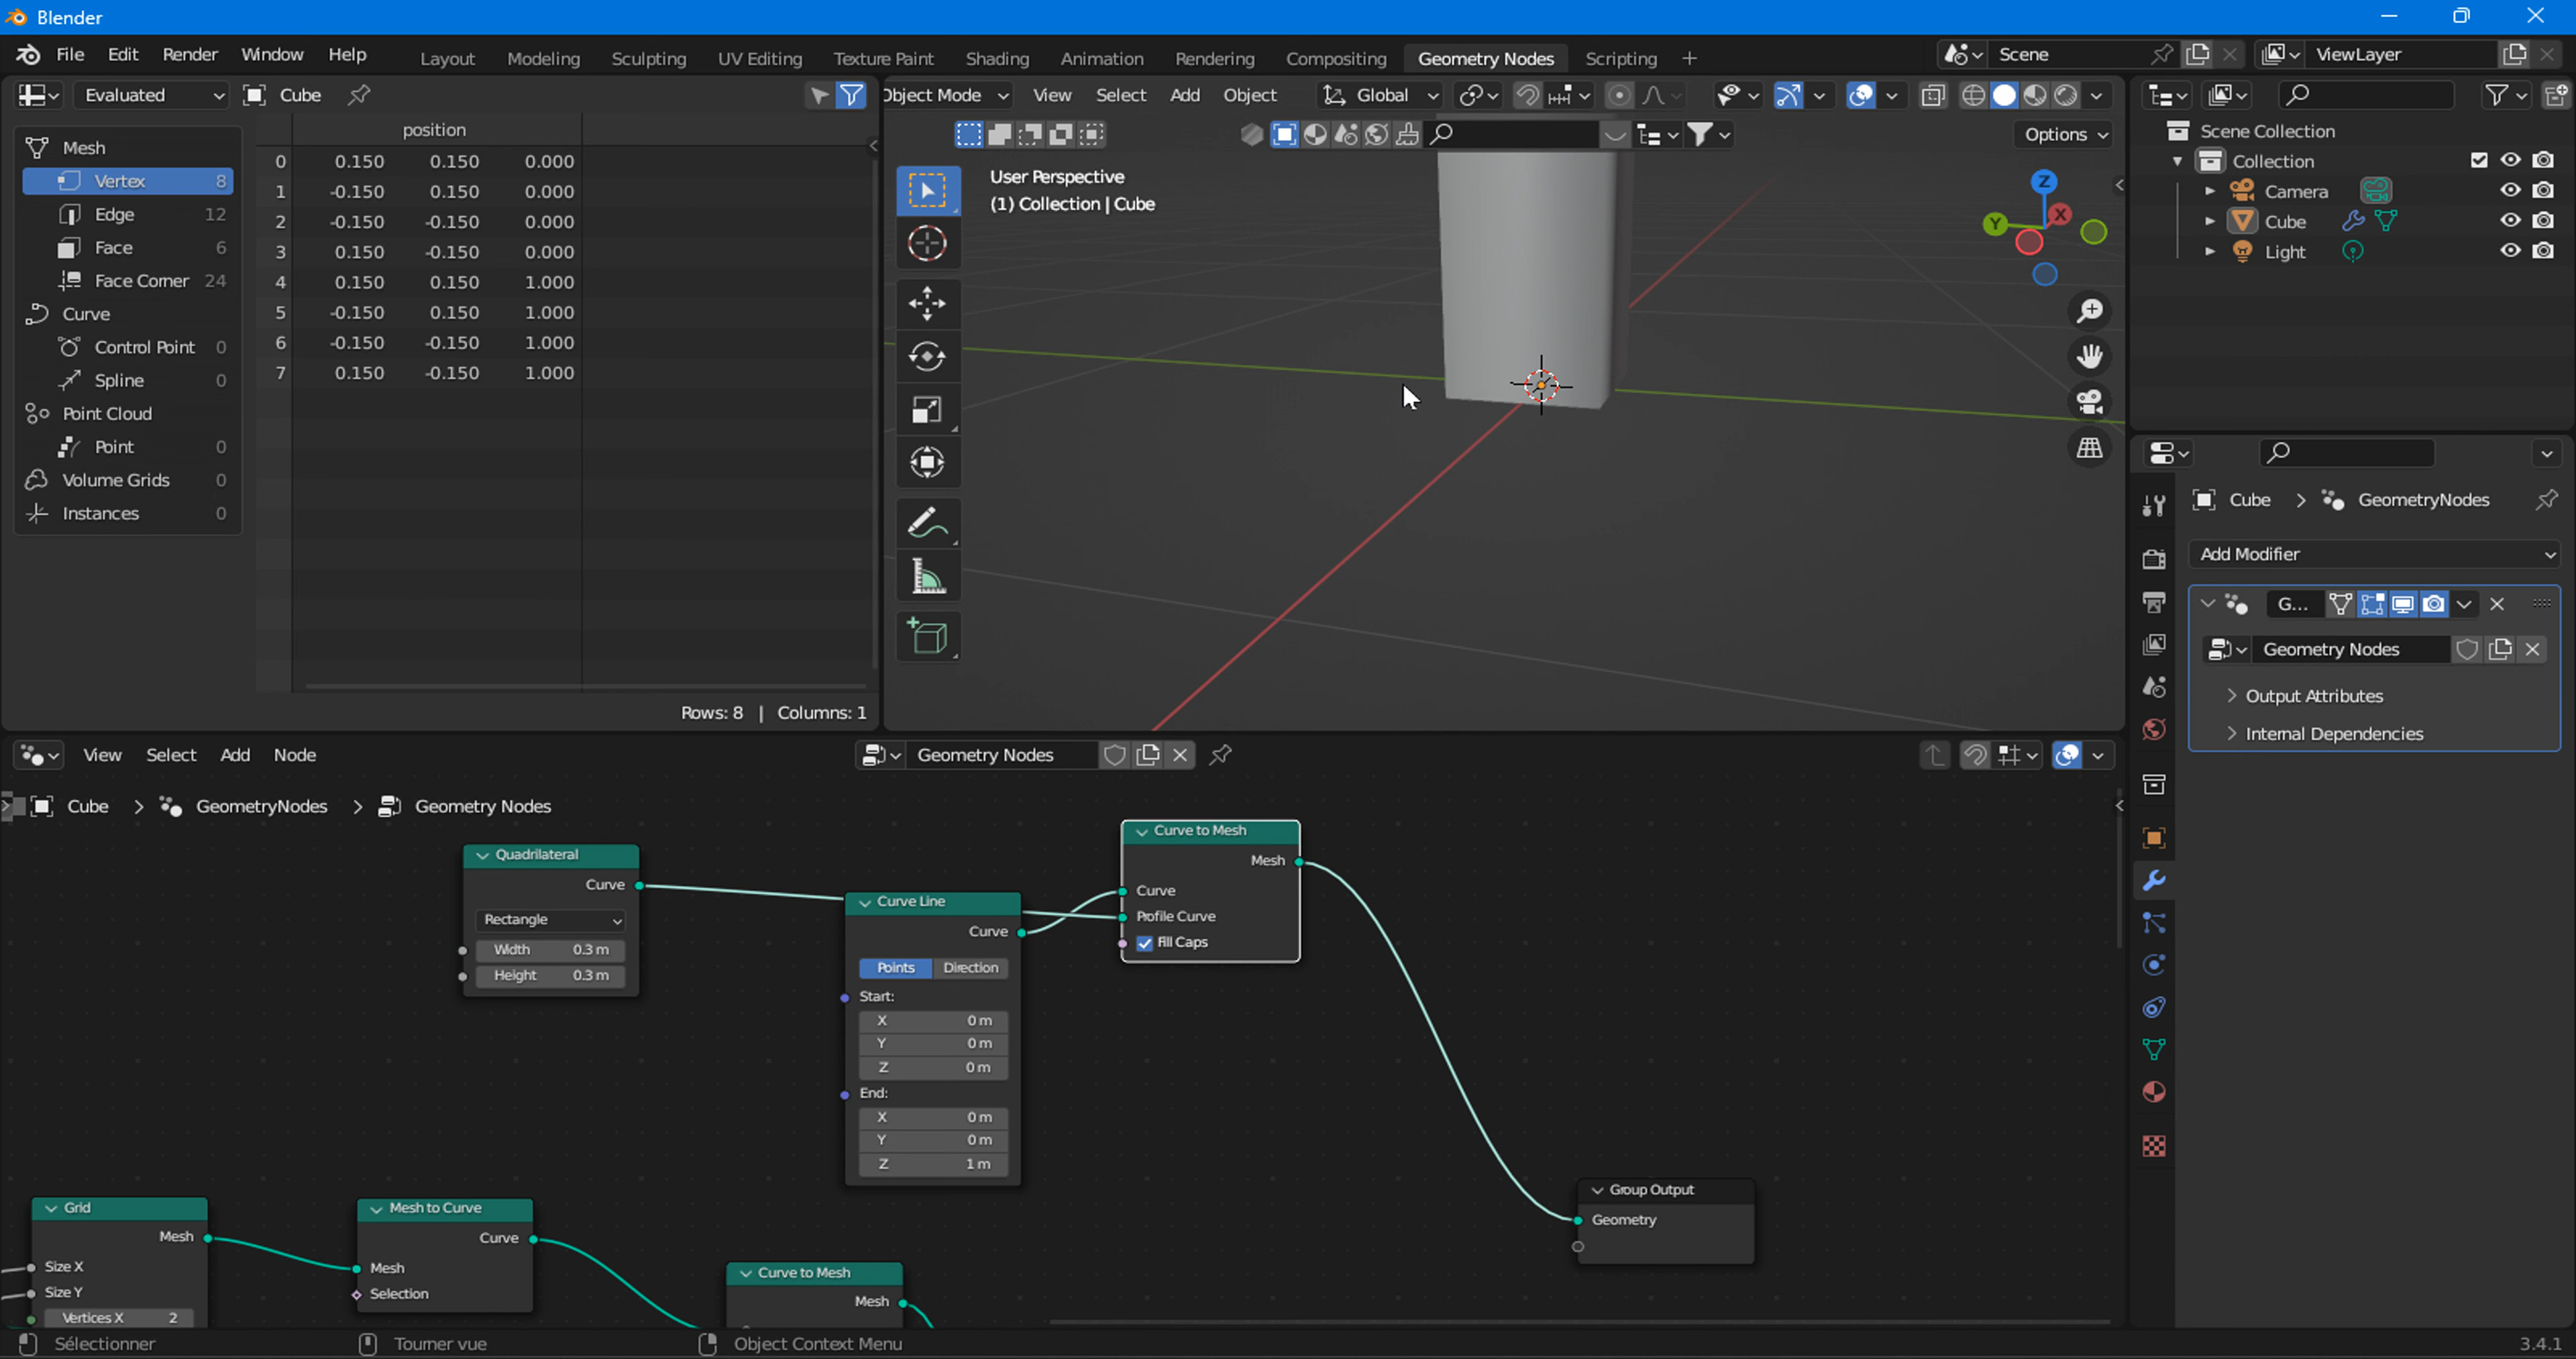 Blender
File Edit Render Window Help Layout Modeling Sculpting UV Editing Texture Paint Shading Animation Rendering Compositing Geometry Nodes Scripting + Scene ViewLayer
Evaluated Cube
position
Mesh
Vertex 8
Edge 12
Face 6
Face Corner 24
Curve
Control Point 0
Spline 0
Point Cloud
Point 0
Volume Grids 0
Instances 0
0 0.150 0.150 0.000
1 -0.150 0.150 0.000
2 -0.150 -0.150 0.000
3 0.150 -0.150 0.000
4 0.150 0.150 1.000
5 -0.150 0.150 1.000
6 -0.150 -0.150 1.000
7 0.150 -0.150 1.000
Rows: 8 | Columns: 1
Object Mode View Select Add Object Global
Options
User Perspective
(1) Collection | Cube
Z
Y
X
Scene Collection
Collection
Camera
Cube
Light
Cube > GeometryNodes
Add Modifier
G...
Geometry Nodes
Output Attributes
Internal Dependencies
View Select Add Node Geometry Nodes
Cube > GeometryNodes > Geometry Nodes
Quadrilateral
Curve
Rectangle
Width 0.3 m
Height 0.3 m
Curve Line
Curve
Points Direction
Start:
X 0 m
Y 0 m
Z 0 m
End:
X 0 m
Y 0 m
Z 1 m
Curve to Mesh
Mesh
Curve
Profile Curve
Fill Caps
Group Output
Geometry
Grid
Mesh
Size X
Size Y
Vertices X 2
Mesh to Curve
Curve
Mesh
Selection
Curve to Mesh
Mesh
Sélectionner Tourner vue Object Context Menu 3.4.1